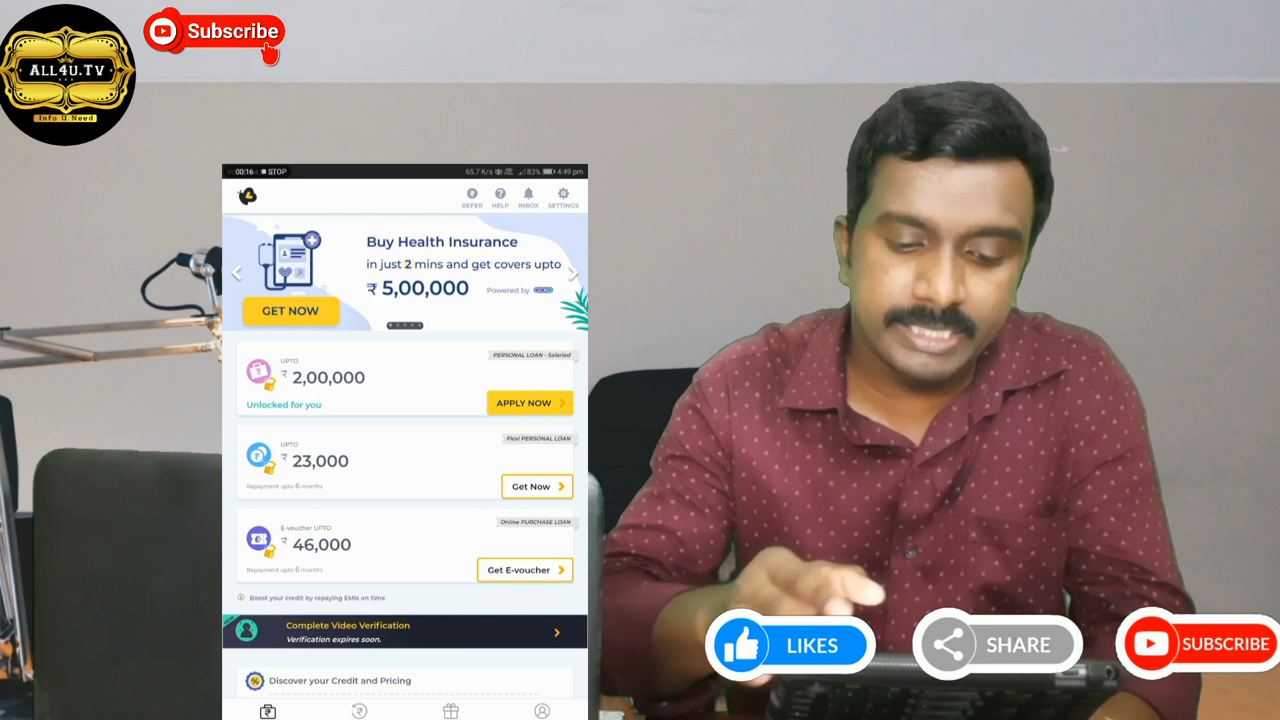 ALL4U.TV
Info U Need
Subscribe
00:16 STOP
65.7 K/s 83% 4:49 pm
REFER HELP INBOX SETTINGS
Buy Health Insurance
in just 2 mins and get covers upto
₹ 5,00,000 Powered by
GET NOW
PERSONAL LOAN - Salaried
UPTO
₹ 2,00,000
Unlocked for you
APPLY NOW
Flexi PERSONAL LOAN
UPTO
₹ 23,000
Repayment upto 6 months
Get Now
Online PURCHASE LOAN
E-voucher UPTO
₹ 46,000
Repayment upto 6 months
Get E-voucher
Boost your credit by repaying EMIs on time
Complete Video Verification
Verification expires soon.
Discover your Credit and Pricing
LIKES
SHARE
SUBSCRIBE